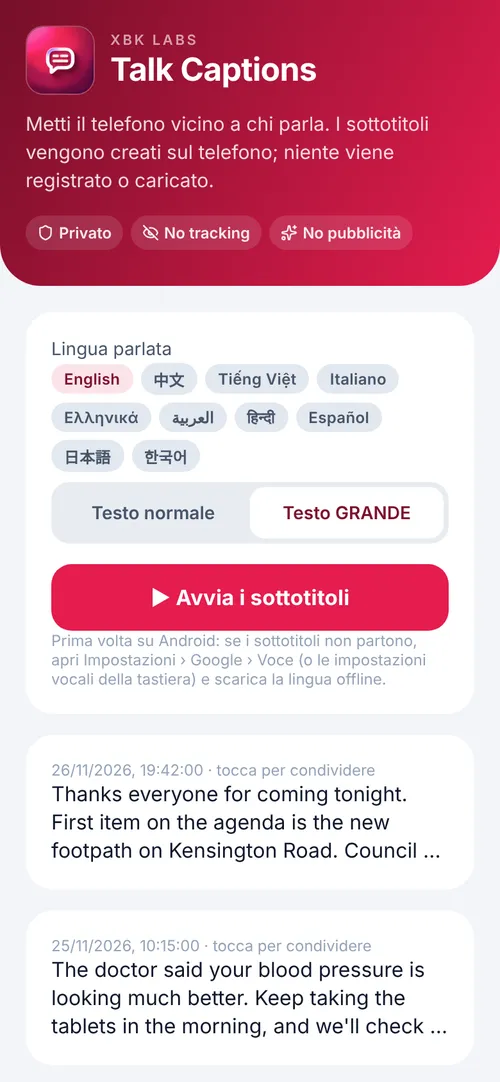 XBK LABS
Talk Captions
Metti il telefono vicino a chi parla. I sottotitoli
vengono creati sul telefono; niente viene
registrato o caricato.
Privato
No tracking
No pubblicità
Lingua parlata
English
中文
Tiếng Việt
Italiano
Ελληνικά
العربية
हिन्दी
Español
日本語
한국어
Testo normale
Testo GRANDE
▶ Avvia i sottotitoli
Prima volta su Android: se i sottotitoli non partono,
apri Impostazioni › Google › Voce (o le impostazioni
vocali della tastiera) e scarica la lingua offline.
26/11/2026, 19:42:00 · tocca per condividere
Thanks everyone for coming tonight.
First item on the agenda is the new
footpath on Kensington Road. Council ...
25/11/2026, 10:15:00 · tocca per condividere
The doctor said your blood pressure is
looking much better. Keep taking the
tablets in the morning, and we'll check ...